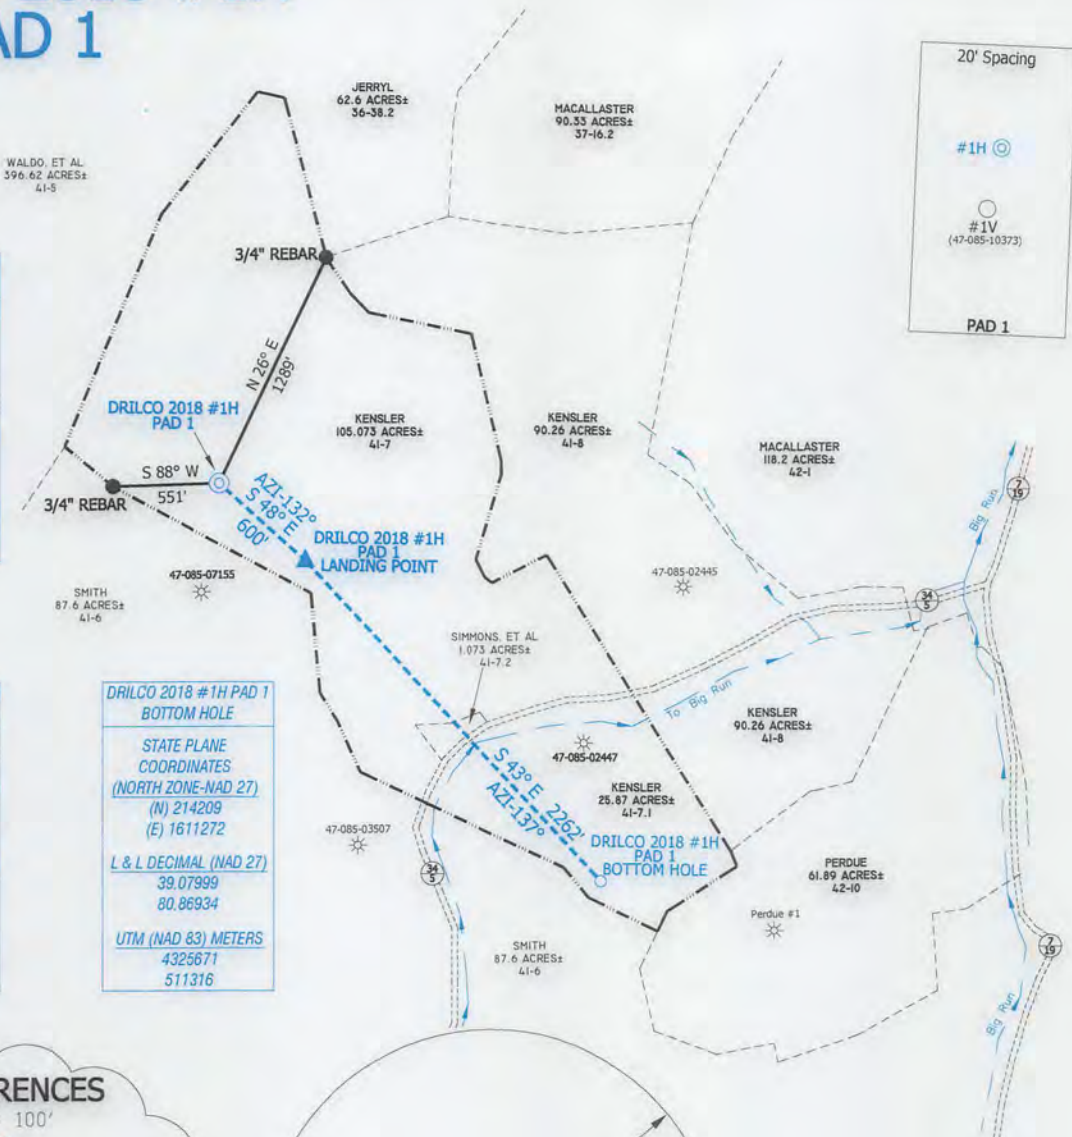 PAD 1
JERRYL
62.6 ACRES±
36-38.2
MACALLASTER
90.33 ACRES±
37-16.2
20' Spacing
#1H
#1V
(47-085-10373)
PAD 1
WALDO, ET AL
396.62 ACRES±
41-5
3/4" REBAR
N 26° E
1289'
DRILCO 2018 #1H
PAD 1
KENSLER
105.073 ACRES±
41-7
KENSLER
90.26 ACRES±
41-8
MACALLASTER
118.2 ACRES±
42-1
S 88° W
551'
3/4" REBAR
AZI-132°
S 48° E
600'
DRILCO 2018 #1H
PAD 1
LANDING POINT
7
19
Big Run
47-085-07155
47-085-02445
SMITH
87.6 ACRES±
41-6
34
5
SIMMONS, ET AL
1.073 ACRES±
41-7.2
To Big Run
DRILCO 2018 #1H PAD 1
BOTTOM HOLE
STATE PLANE
COORDINATES
(NORTH ZONE-NAD 27)
(N) 214209
(E) 1611272
L & L DECIMAL (NAD 27)
39.07999
80.86934
UTM (NAD 83) METERS
4325671
511316
KENSLER
90.26 ACRES±
41-8
47-085-02447
S 43° E 2262'
AZI-137°
KENSLER
25.87 ACRES±
41-7.1
47-085-03507
DRILCO 2018 #1H
PAD 1
BOTTOM HOLE
34
5
PERDUE
61.89 ACRES±
42-10
Perdue #1
SMITH
87.6 ACRES±
41-6
7
19
Big Run
RENCES
100'